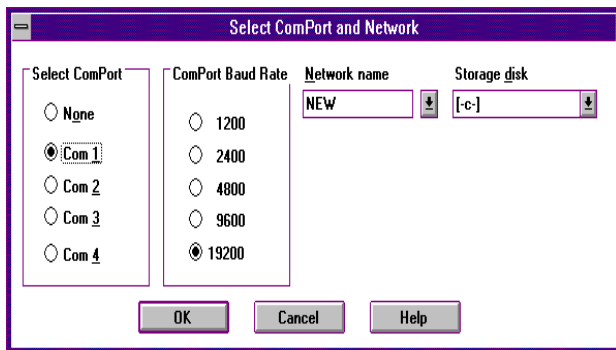 Select ComPort and Network
Select ComPort
None
Com 1
Com 2
Com 3
Com 4
ComPort Baud Rate
1200
2400
4800
9600
19200
Network name
NEW
Storage disk
[-c-]
OK
Cancel
Help